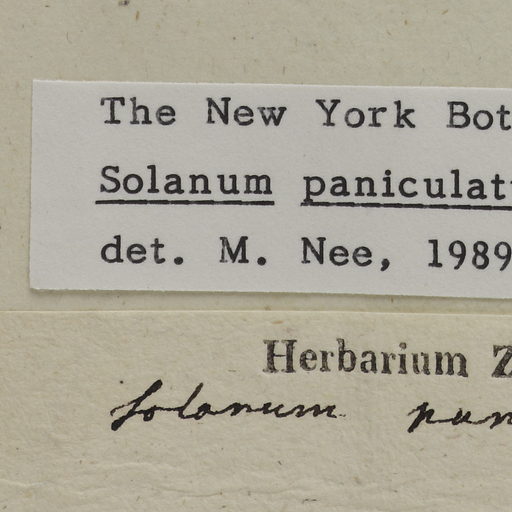 The New York Bot
Solanum paniculat
det. M. Nee, 1989
Herbarium Z
Solanum pan